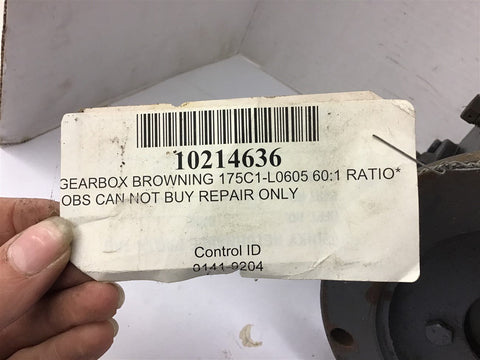 10214636
GEARBOX BROWNING 175C1-L0605 60:1 RATIO*
OBS CAN NOT BUY REPAIR ONLY
Control ID
0141-9204